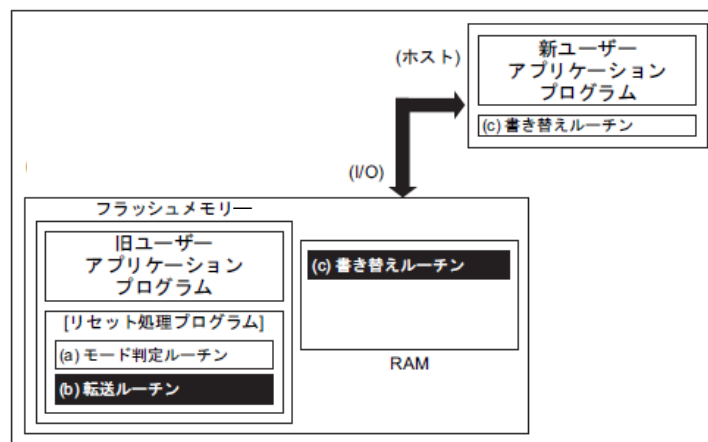 (ホスト)
新ユーザー
アプリケーション
プログラム
(c) 書き替えルーチン
(I/O)
フラッシュメモリー
旧ユーザー
アプリケーション
プログラム
[リセット処理プログラム]
(a) モード判定ルーチン
(b) 転送ルーチン
(c) 書き替えルーチン
RAM